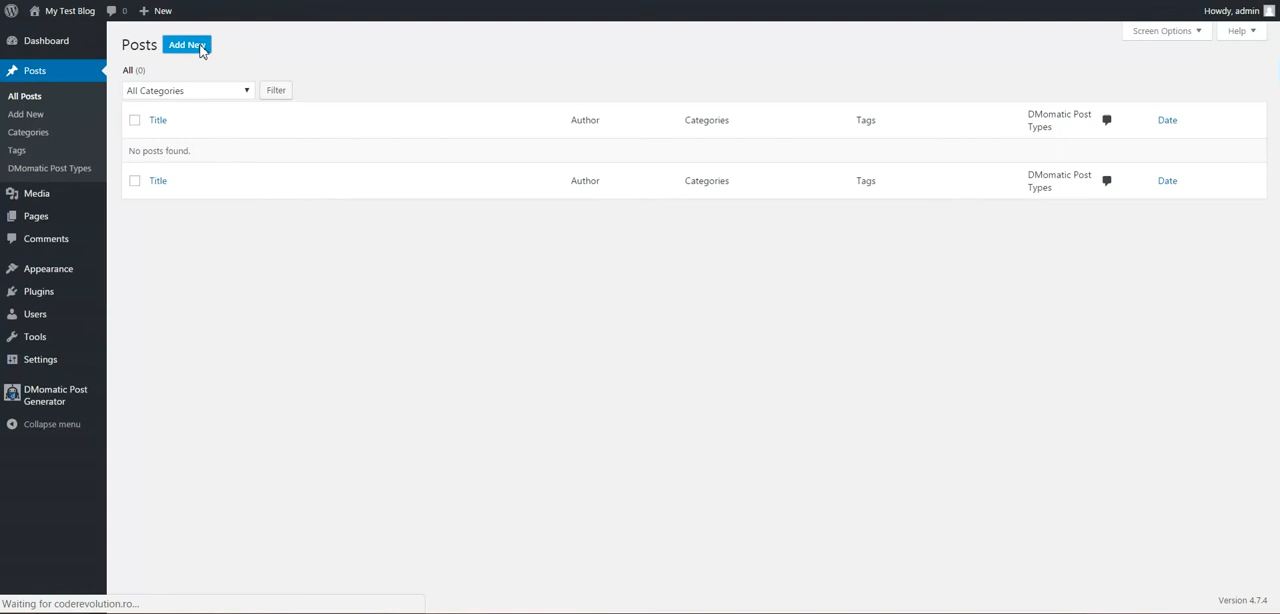 My Test Blog 0 New
Howdy, admin
Dashboard
Posts
All Posts
Add New
Categories
Tags
DMomatic Post Types
Media
Pages
Comments
Appearance
Plugins
Users
Tools
Settings
DMomatic Post
Generator
Collapse menu
Screen Options ▼ Help ▼
Posts Add New
All (0)
All Categories ▼ Filter
Title Author Categories Tags DMomatic Post Types Date
No posts found.
Title Author Categories Tags DMomatic Post Types Date
Waiting for coderevolution.ro...
Version 4.7.4